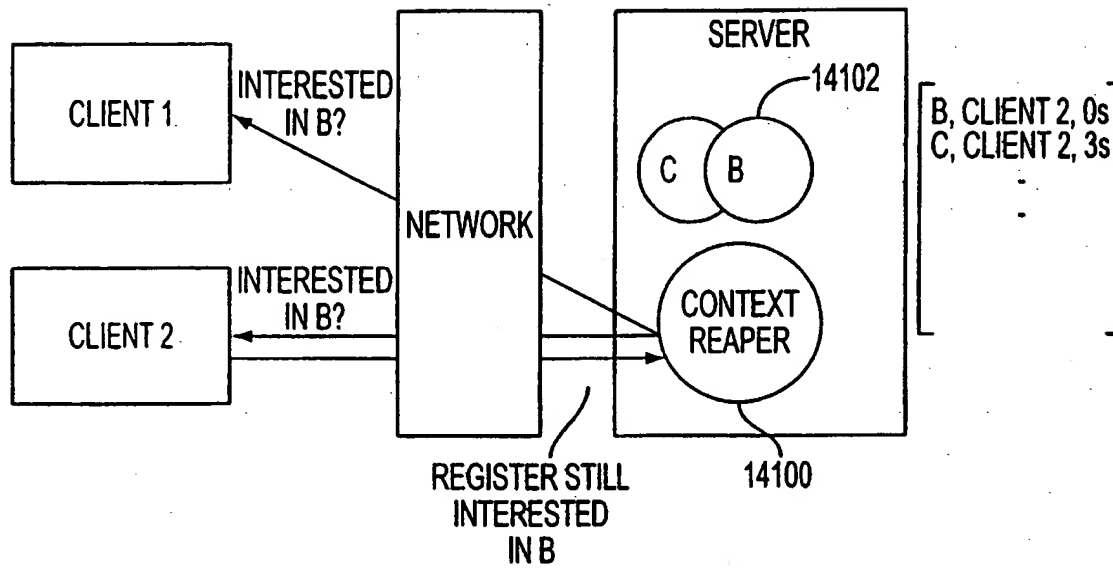 CLIENT 1
INTERESTED
IN B?
CLIENT 2
INTERESTED
IN B?
NETWORK
SERVER
14102
C
B
CONTEXT
REAPER
14100
REGISTER STILL
INTERESTED
IN B
B, CLIENT 2, 0s
C, CLIENT 2, 3s